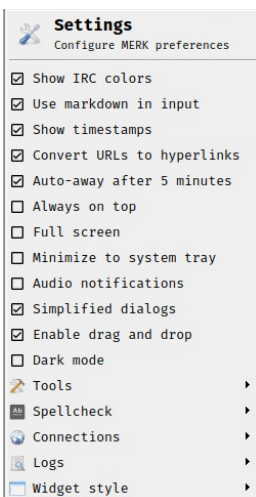 Settings
Configure MERK preferences
Show IRC colors
Use markdown in input
Show timestamps
Convert URLs to hyperlinks
Auto-away after 5 minutes
Always on top
Full screen
Minimize to system tray
Audio notifications
Simplified dialogs
Enable drag and drop
Dark mode
Tools
Ab Spellcheck
Connections
Logs
Widget style